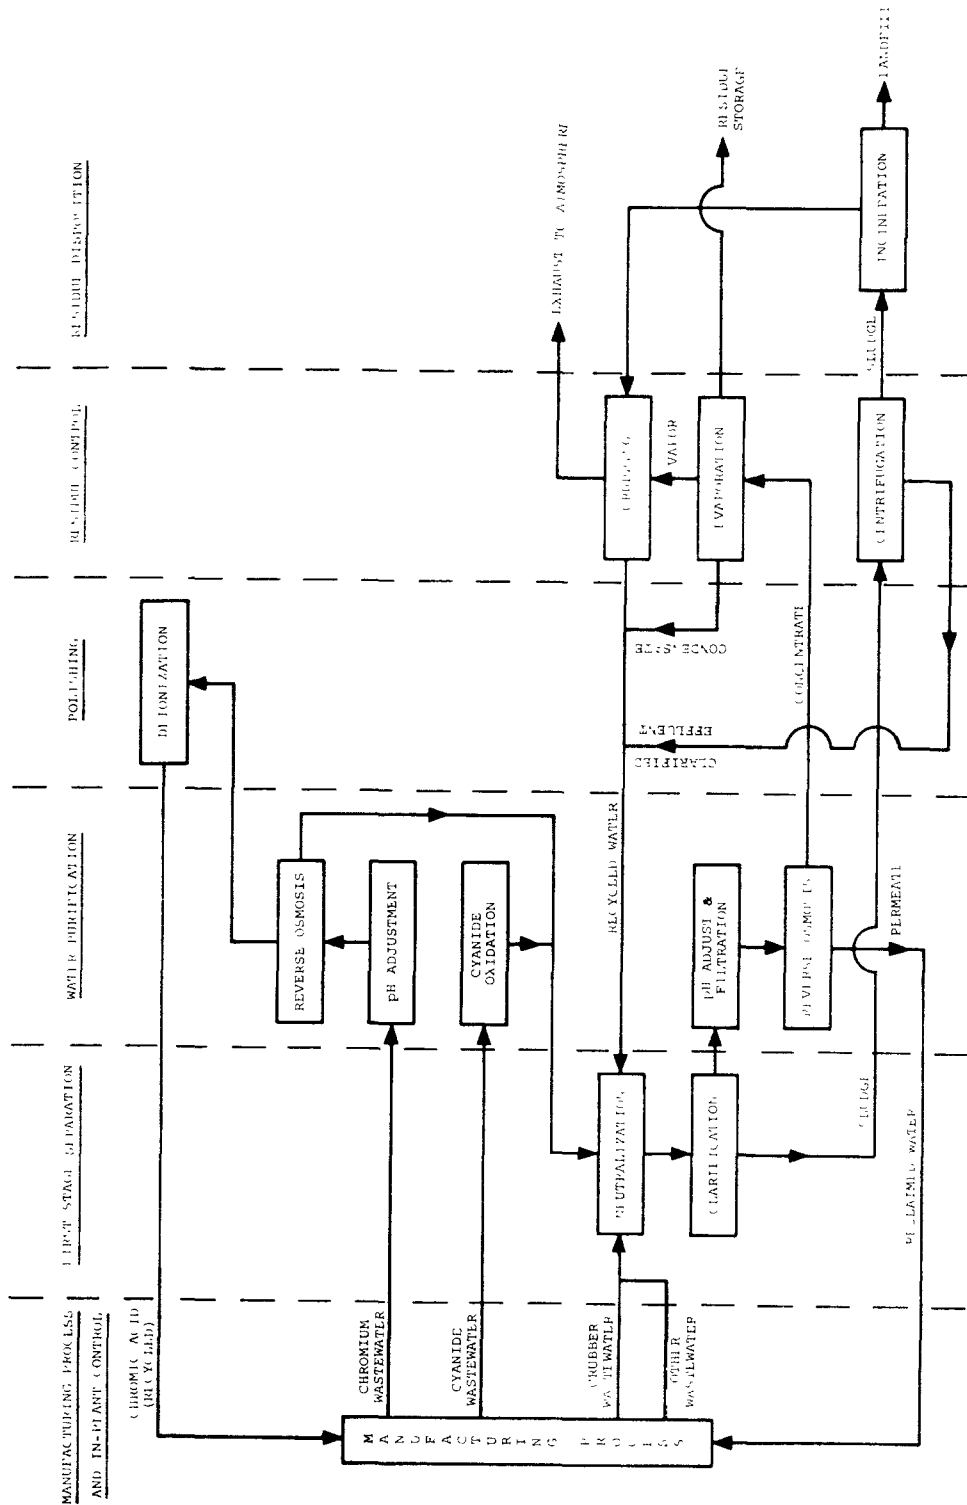 MANUFACTURING PROCESS
AND IN-PLANT CONTROL
FIRST STAGE SEPARATION
WATER PURIFICATION
POLISHING
RESIDUE CONTROL
RESIDUE DISPOSITION
CHROMIC ACID
(RECYCLED)
DEIONIZATION
CHROMIUM
WASTEWATER
pH ADJUSTMENT
REVERSE OSMOSIS
CYANIDE
WASTEWATER
CYANIDE
OXIDATION
MANUFACTURING PROCESS
SCRUBBER
WASTEWATER
OTHER
WASTEWATER
NEUTRALIZATION
RECYCLED WATER
CLARIFIED
EFFLUENT
CONDENSATE
EXHAUST TO ATMOSPHERE
CLARIFICATION
pH ADJUST &
FILTRATION
REVERSE OSMOSIS
CONCENTRATE
EVAPORATION
VAPOR
RESIDUE
STORAGE
SLUDGE
PERMEATE
RECLAIMED WATER
CENTRIFUGATION
SLUDGE
INCINERATION
LANDFILL